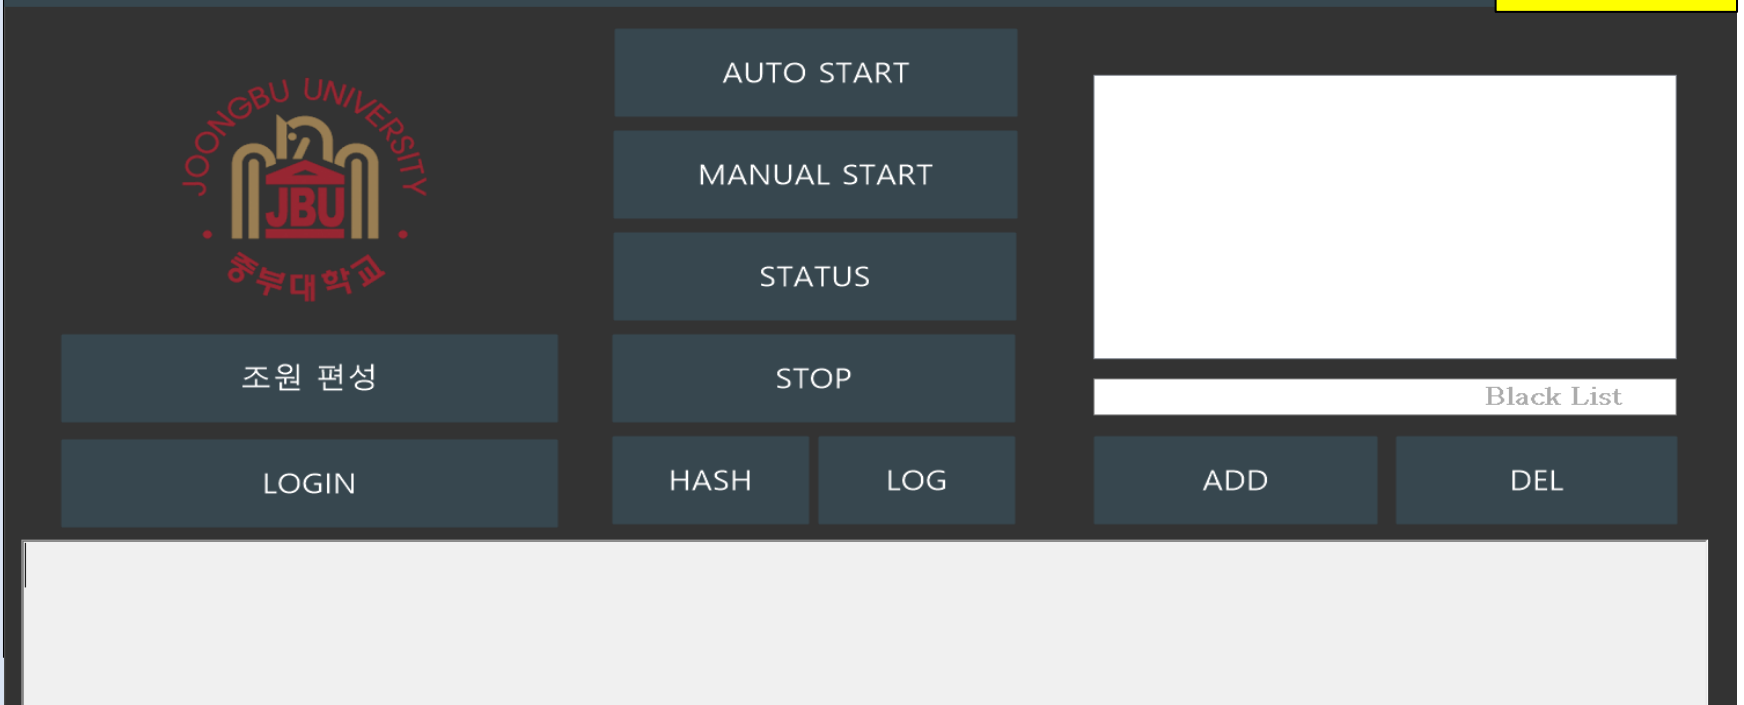 JOONGBU UNIVERSITY
JBU
중부대학교
조원 편성
LOGIN
AUTO START
MANUAL START
STATUS
STOP
HASH
LOG
Black List
ADD
DEL